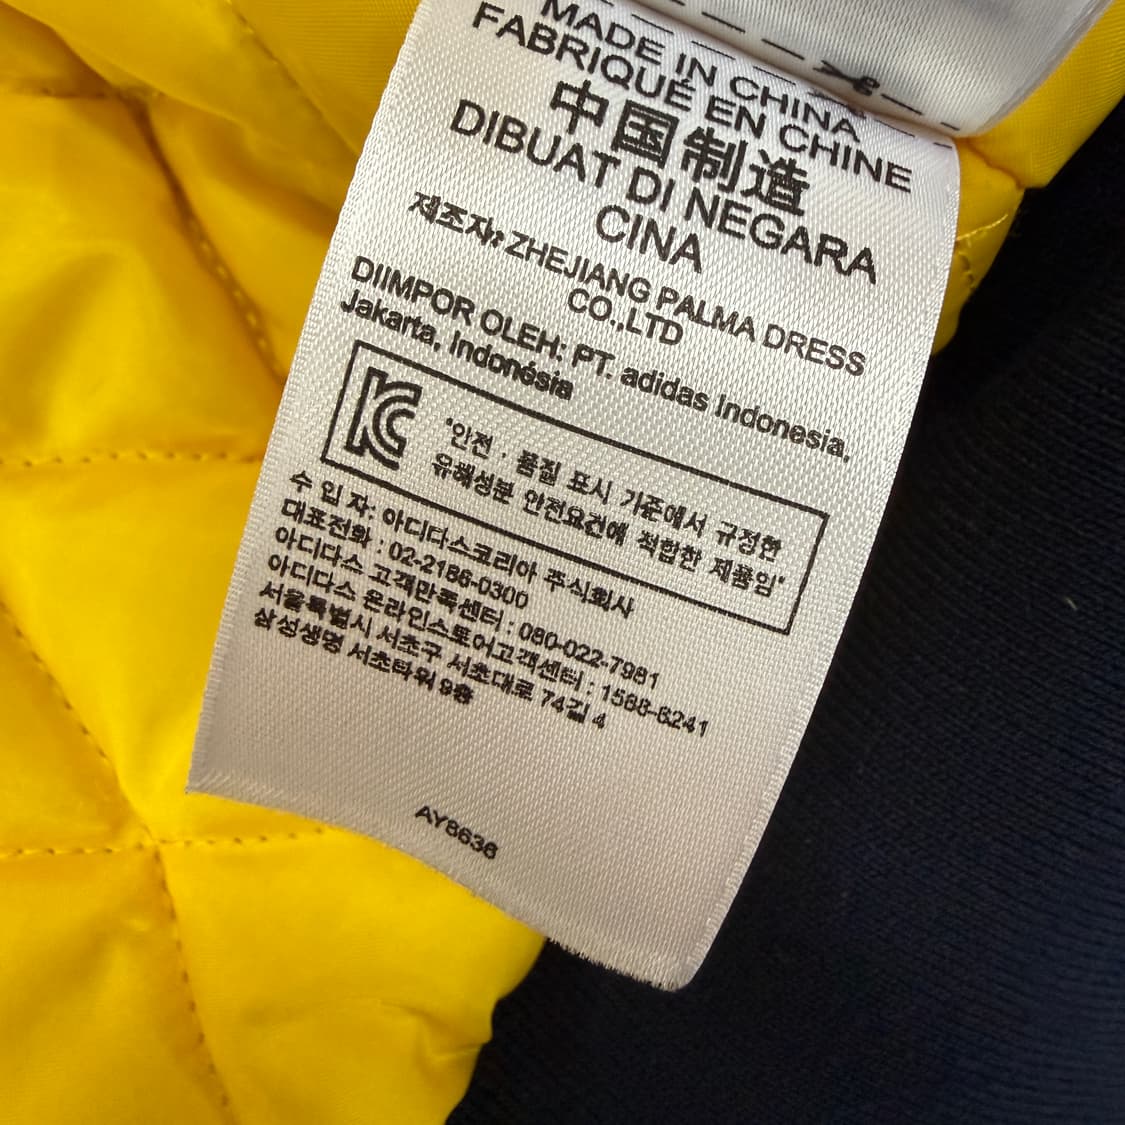 MADE IN CHINA
FABRIQUÉ EN CHINE
中国制造
DIBUAT DI NEGARA
CINA
제조자: ZHEJIANG PALMA DRESS
CO.,LTD
DIIMPOR OLEH: PT. adidas Indonesia,
Jakarta, Indonésia
"안전 · 품질 표시 기준에서 규정한
유해성분 안전요건에 적합한 제품임"
수 입 자: 아디다스코리아 주식회사
대표전화 : 02-2186-0300
아디다스 고객만족센터 : 080-022-7981
아디다스 온라인스토어고객센터 : 1588-8241
서울특별시 서초구 서초대로 74길 4
삼성생명 서초타워 9층
AY8636